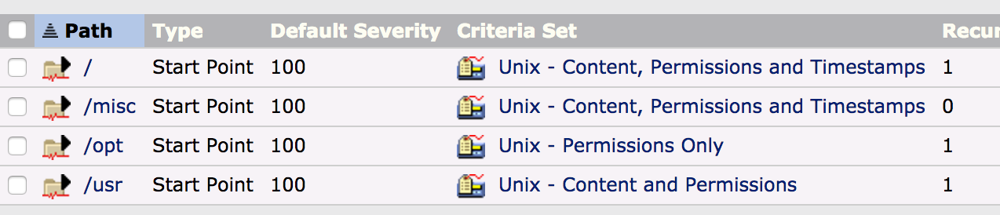 Path Type Default Severity Criteria Set Recur
/ Start Point 100 Unix - Content, Permissions and Timestamps 1
/misc Start Point 100 Unix - Content, Permissions and Timestamps 0
/opt Start Point 100 Unix - Permissions Only 1
/usr Start Point 100 Unix - Content and Permissions 1